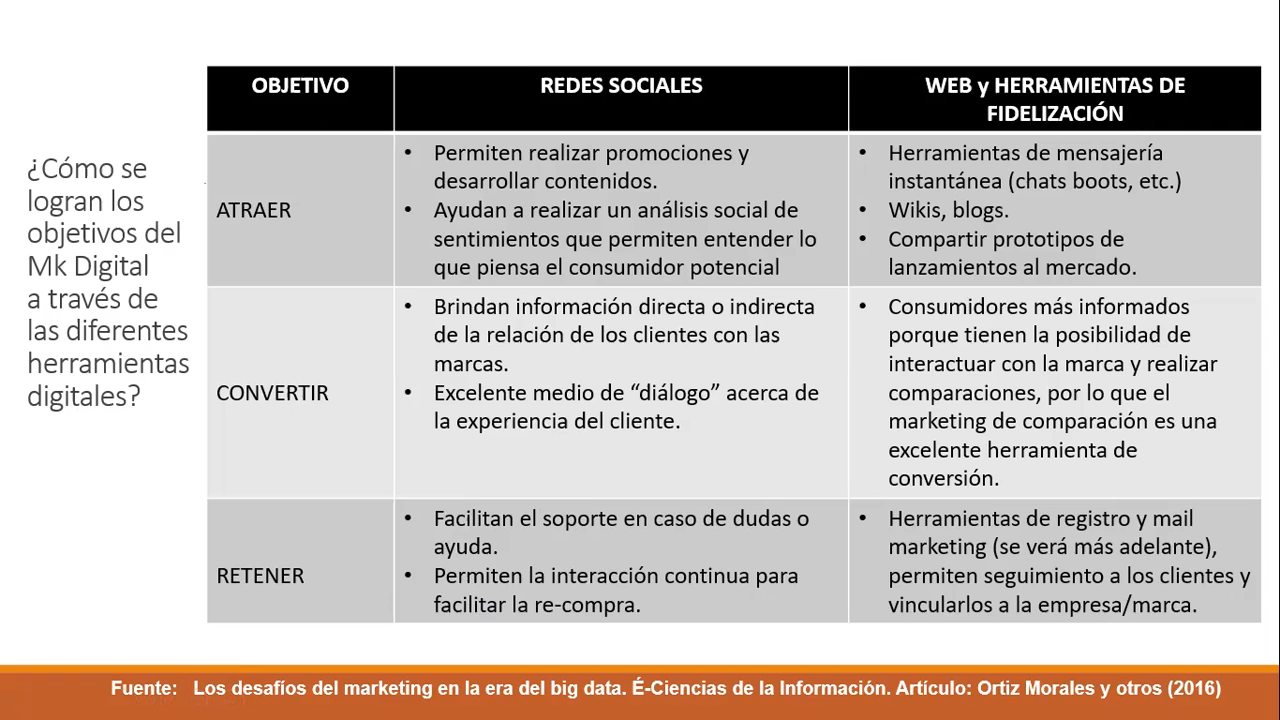 ¿Cómo se
logran los
objetivos del
Mk Digital
a través de
las diferentes
herramientas
digitales?
OBJETIVO
REDES SOCIALES
WEB y HERRAMIENTAS DE
FIDELIZACIÓN
ATRAER
• Permiten realizar promociones y
desarrollar contenidos.
• Ayudan a realizar un análisis social de
sentimientos que permiten entender lo
que piensa el consumidor potencial
• Herramientas de mensajería
instantánea (chats boots, etc.)
• Wikis, blogs.
• Compartir prototipos de
lanzamientos al mercado.
CONVERTIR
• Brindan información directa o indirecta
de la relación de los clientes con las
marcas.
• Excelente medio de “diálogo” acerca de
la experiencia del cliente.
• Consumidores más informados
porque tienen la posibilidad de
interactuar con la marca y realizar
comparaciones, por lo que el
marketing de comparación es una
excelente herramienta de
conversión.
RETENER
• Facilitan el soporte en caso de dudas o
ayuda.
• Permiten la interacción continua para
facilitar la re-compra.
• Herramientas de registro y mail
marketing (se verá más adelante),
permiten seguimiento a los clientes y
vincularlos a la empresa/marca.
Fuente: Los desafíos del marketing en la era del big data. É-Ciencias de la Información. Artículo: Ortiz Morales y otros (2016)